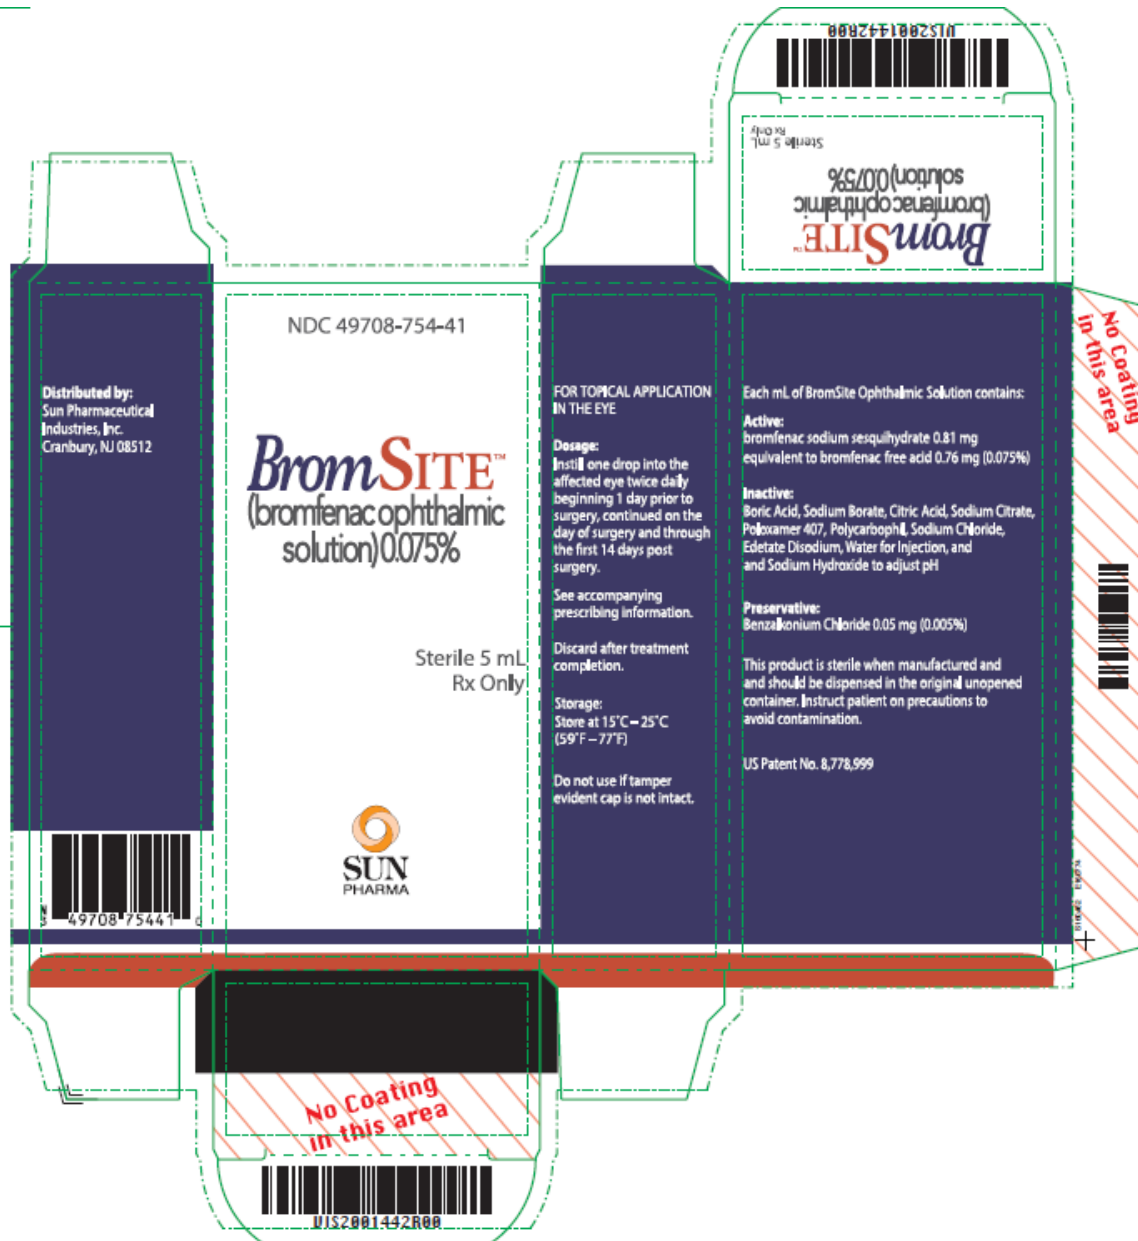 VIS2001442R00
BromSITE™
(bromfenac ophthalmic
solution) 0.075%
Sterile 5 mL
Rx Only
No Coating
in this area
Distributed by:
Sun Pharmaceutical
Industries, Inc.
Cranbury, NJ 08512
49708 75441
NDC 49708-754-41
BromSITE™
(bromfenac ophthalmic
solution) 0.075%
Sterile 5 mL
Rx Only
SUN
PHARMA
FOR TOPICAL APPLICATION
IN THE EYE
Dosage:
Instill one drop into the
affected eye twice daily
beginning 1 day prior to
surgery, continued on the
day of surgery and through
the first 14 days post
surgery.
See accompanying
prescribing information.
Discard after treatment
completion.
Storage:
Store at 15˚C – 25˚C
(59˚F – 77˚F)
Do not use if tamper
evident cap is not intact.
Each mL of BromSite Ophthalmic Solution contains:
Active:
bromfenac sodium sesquihydrate 0.81 mg
equivalent to bromfenac free acid 0.76 mg (0.075%)
Inactive:
Boric Acid, Sodium Borate, Citric Acid, Sodium Citrate,
Poloxamer 407, Polycarbophil, Sodium Chloride,
Edetate Disodium, Water for Injection, and
and Sodium Hydroxide to adjust pH
Preservative:
Benzalkonium Chloride 0.05 mg (0.005%)
This product is sterile when manufactured and
and should be dispensed in the original unopened
container. Instruct patient on precautions to
avoid contamination.
US Patent No. 8,778,999
No Coating
in this area
VIS2001442R00